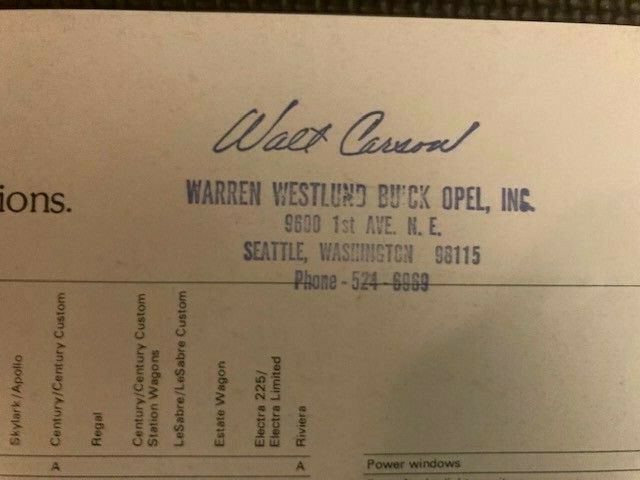 Walt Carson
ions.
WARREN WESTLUND BUICK OPEL, INC.
9600 1st AVE. N. E.
SEATTLE, WASHINGTON 98115
Phone - 524 - 6969
Skylark/Apollo
Century/Century Custom
Regal
Century/Century Custom
Station Wagons
LeSabre/LeSabre Custom
Estate Wagon
Electra 225/
Electra Limited
Riviera
A A Power windows